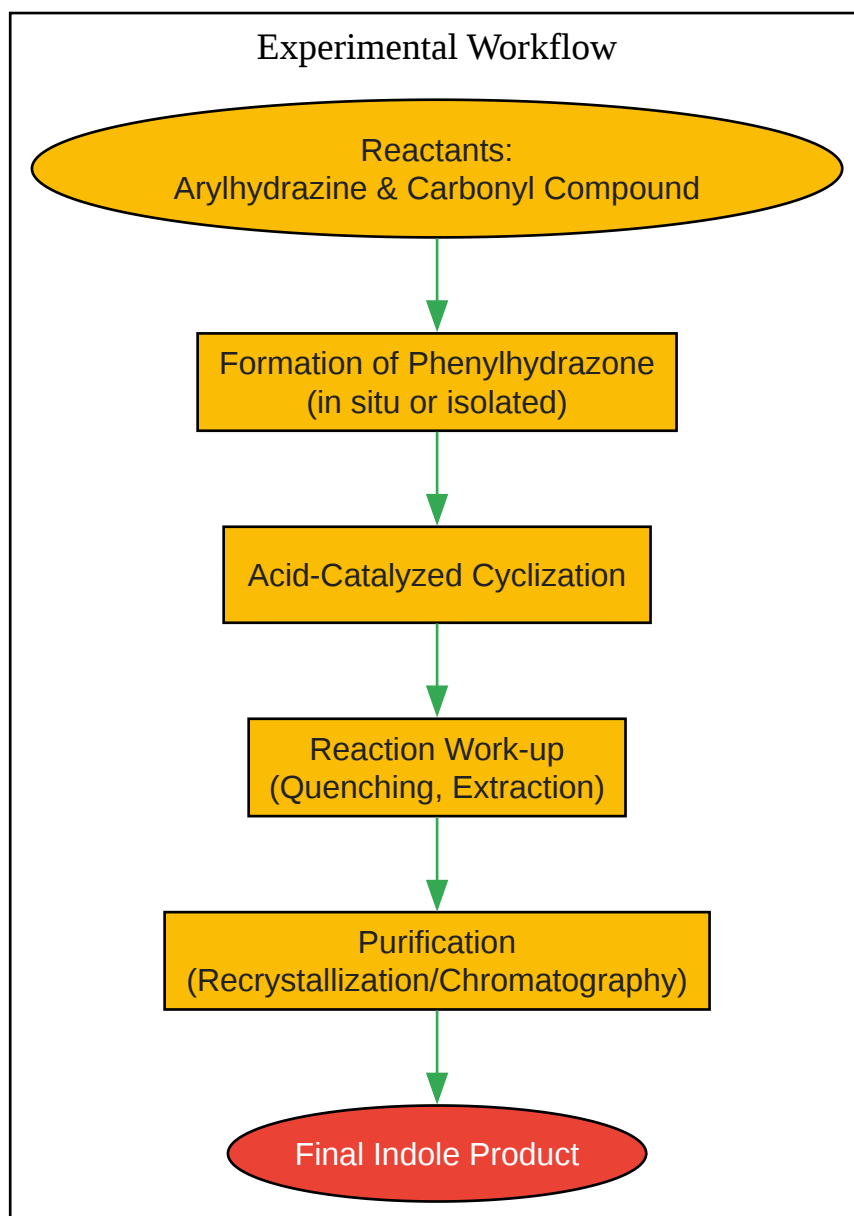 Experimental Workflow
Reactants:
Arylhydrazine & Carbonyl Compound
Formation of Phenylhydrazone
(in situ or isolated)
Acid-Catalyzed Cyclization
Reaction Work-up
(Quenching, Extraction)
Purification
(Recrystallization/Chromatography)
Final Indole Product